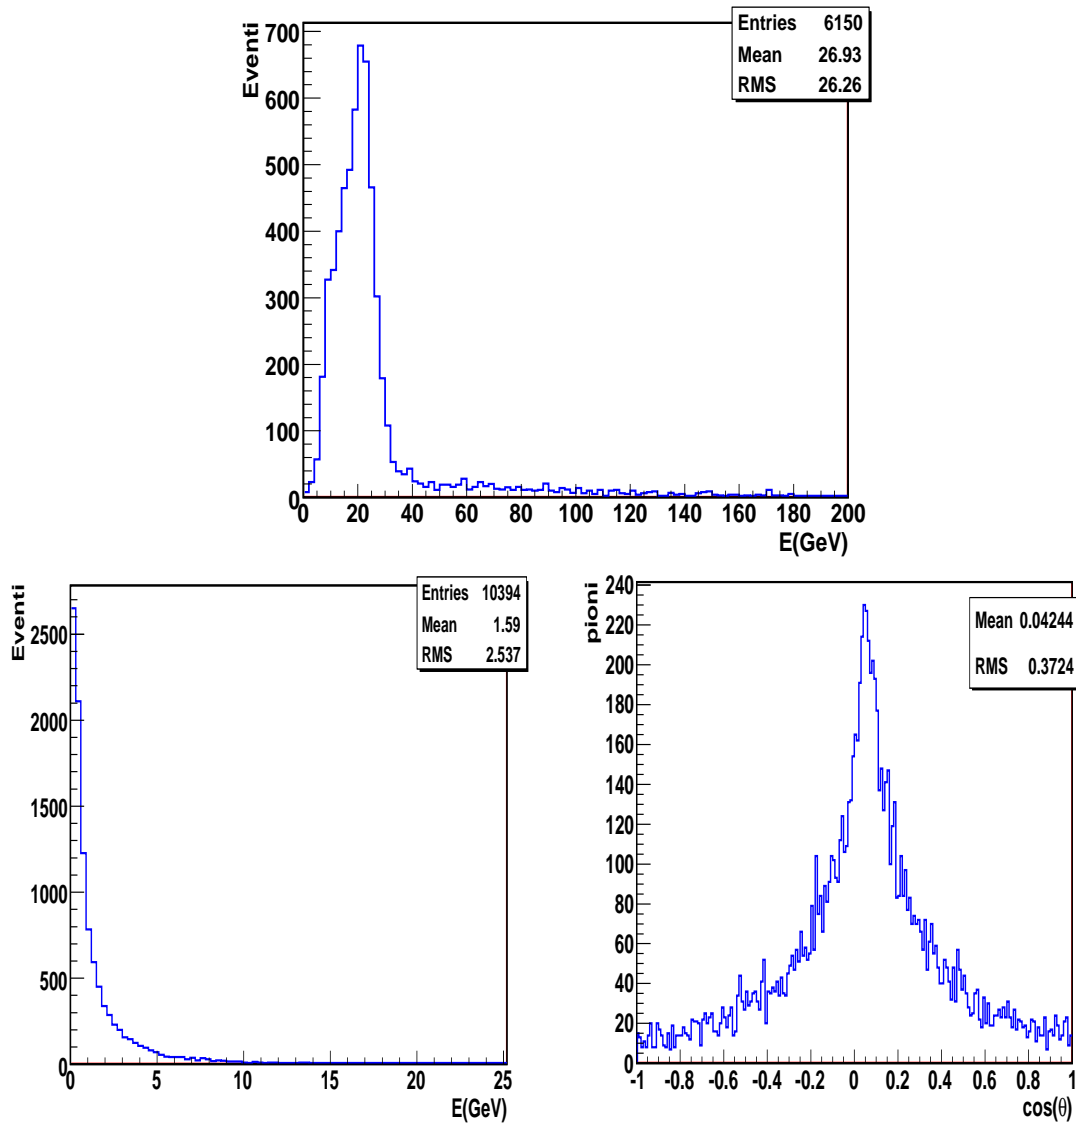 Eventi
Entries 6150
Mean 26.93
RMS 26.26
700
600
500
400
300
200
100
0
0 20 40 60 80 100 120 140 160 180 200
E(GeV)
Eventi
Entries 10394
Mean 1.59
RMS 2.537
2500
2000
1500
1000
500
0
0 5 10 15 20 25
E(GeV)
pioni
Mean 0.04244
RMS 0.3724
240
220
200
180
160
140
120
100
80
60
40
20
0
-1 -0.8 -0.6 -0.4 -0.2 0 0.2 0.4 0.6 0.8 1
cos(θ)